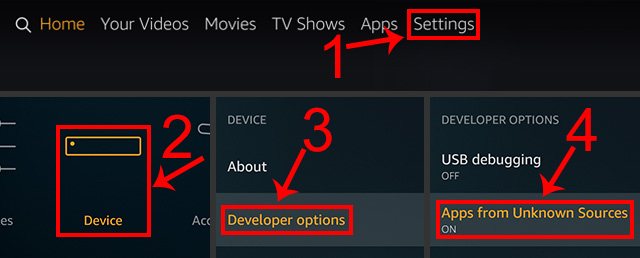 Home Your Videos Movies TV Shows Apps Settings
1
2
es Device Acc
DEVICE
3
About
Developer options
DEVELOPER OPTIONS
4
USB debugging
OFF
Apps from Unknown Sources
ON